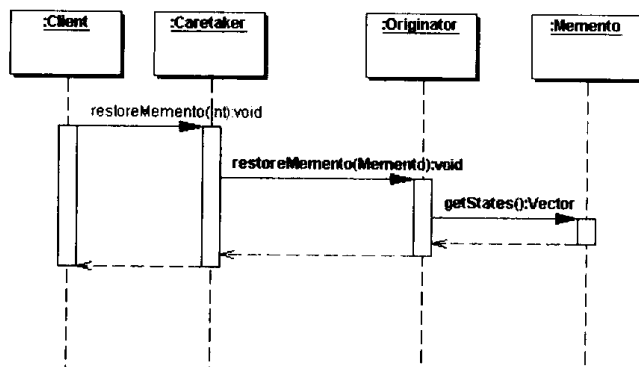 :Client
:Caretaker
:Originator
:Memento
restoreMemento(int):void
restoreMemento(Memento):void
getStates():Vector